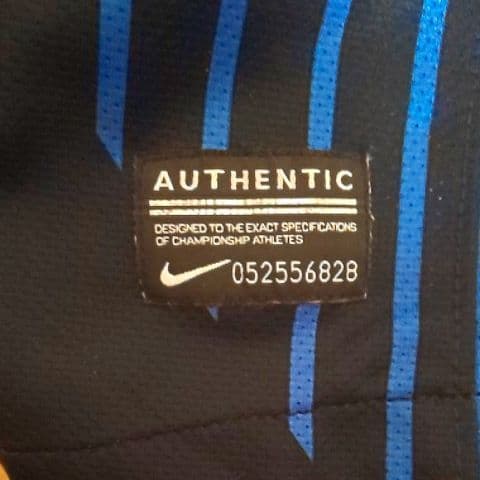 AUTHENTIC
DESIGNED TO THE EXACT SPECIFICATIONS
OF CHAMPIONSHIP ATHLETES
052556828